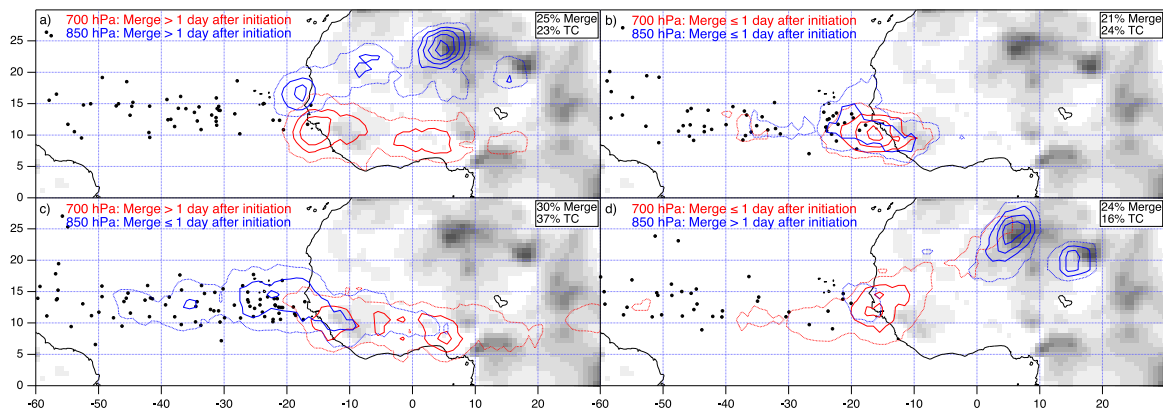 a)
700 hPa: Merge > 1 day after initiation
850 hPa: Merge > 1 day after initiation
25% Merge
23% TC
b)
700 hPa: Merge ≤ 1 day after initiation
850 hPa: Merge ≤ 1 day after initiation
21% Merge
24% TC
25
20
15
10
5
0
c)
700 hPa: Merge > 1 day after initiation
850 hPa: Merge ≤ 1 day after initiation
30% Merge
37% TC
d)
700 hPa: Merge ≤ 1 day after initiation
850 hPa: Merge > 1 day after initiation
24% Merge
16% TC
25
20
15
10
5
0
-60 -50 -40 -30 -20 -10 0 10 20 -60 -50 -40 -30 -20 -10 0 10 20